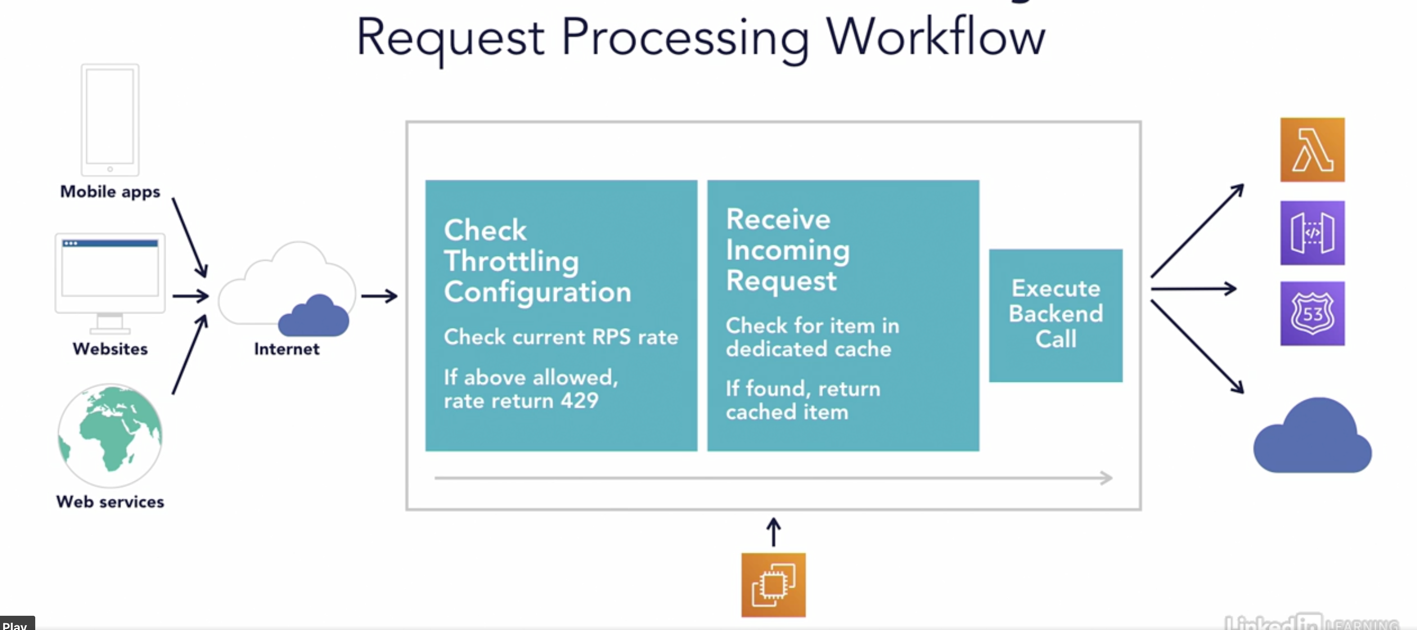 Request Processing Workflow
Mobile apps
Websites
Web services
Internet
Check
Throttling
Configuration
Check current RPS rate
If above allowed,
rate return 429
Receive
Incoming
Request
Check for item in
dedicated cache
If found, return
cached item
Execute
Backend
Call
</>
53
Play
LinkedIn LEARNING